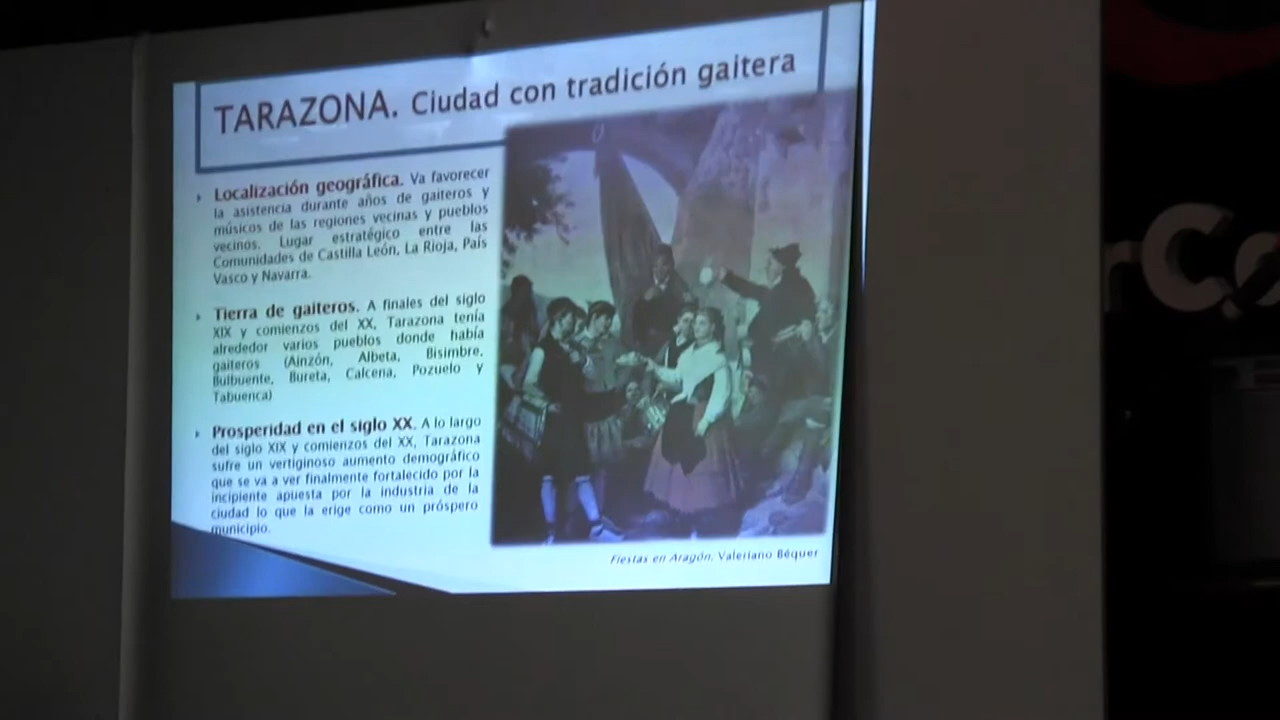 TARAZONA. Ciudad con tradición gaitera
Localización geográfica. Va favorecer
la asistencia durante años de gaiteros y
músicos de las regiones vecinas y pueblos
vecinos. Lugar estratégico entre las
Comunidades de Castilla León, La Rioja, País
Vasco y Navarra.
Tierra de gaiteros. A finales del siglo
XIX y comienzos del XX, Tarazona tenía
alrededor varios pueblos donde había
gaiteros (Ainzón, Albeta, Bisimbre,
Bulbuente, Bureta, Calcena, Pozuelo y
Tabuenca)
Prosperidad en el siglo XX. A lo largo
del siglo XIX y comienzos del XX, Tarazona
sufre un vertiginoso aumento demográfico
que se va a ver finalmente fortalecido por la
incipiente apuesta por la industria de la
ciudad lo que la erige como un próspero
municipio.
Fiestas en Aragón. Valeriano Béquer